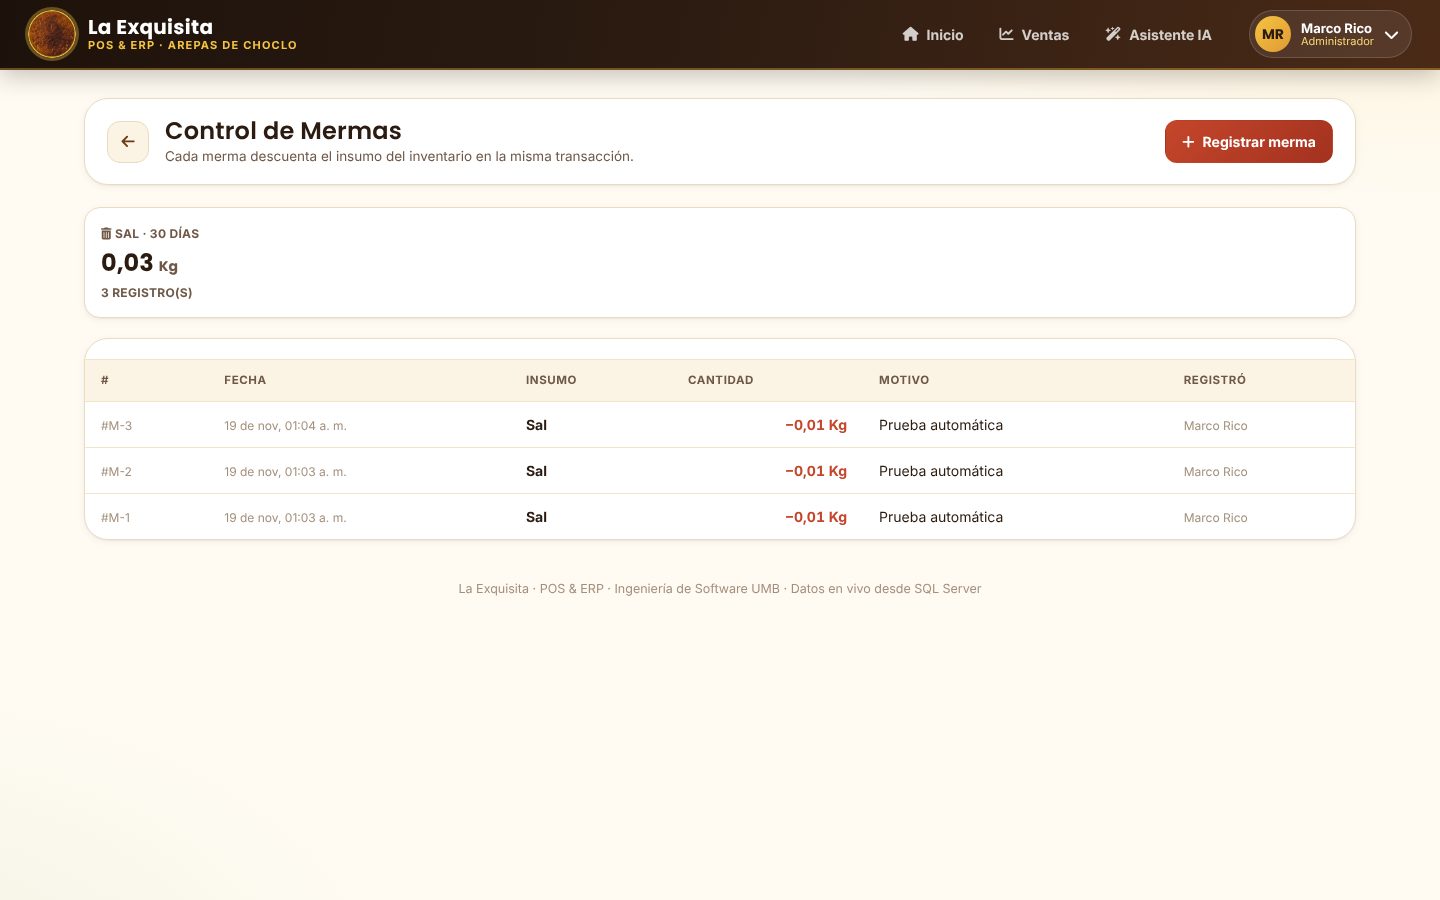 La Exquisita
POS & ERP · AREPAS DE CHOCLO
Inicio
Ventas
Asistente IA
MR
Marco Rico
Administrador
Control de Mermas
Cada merma descuenta el insumo del inventario en la misma transacción.
Registrar merma
SAL · 30 DÍAS
0,03 Kg
3 REGISTRO(S)
# FECHA INSUMO CANTIDAD MOTIVO REGISTRÓ
#M-3 19 de nov, 01:04 a. m. Sal −0,01 Kg Prueba automática Marco Rico
#M-2 19 de nov, 01:03 a. m. Sal −0,01 Kg Prueba automática Marco Rico
#M-1 19 de nov, 01:03 a. m. Sal −0,01 Kg Prueba automática Marco Rico
La Exquisita · POS & ERP · Ingeniería de Software UMB · Datos en vivo desde SQL Server